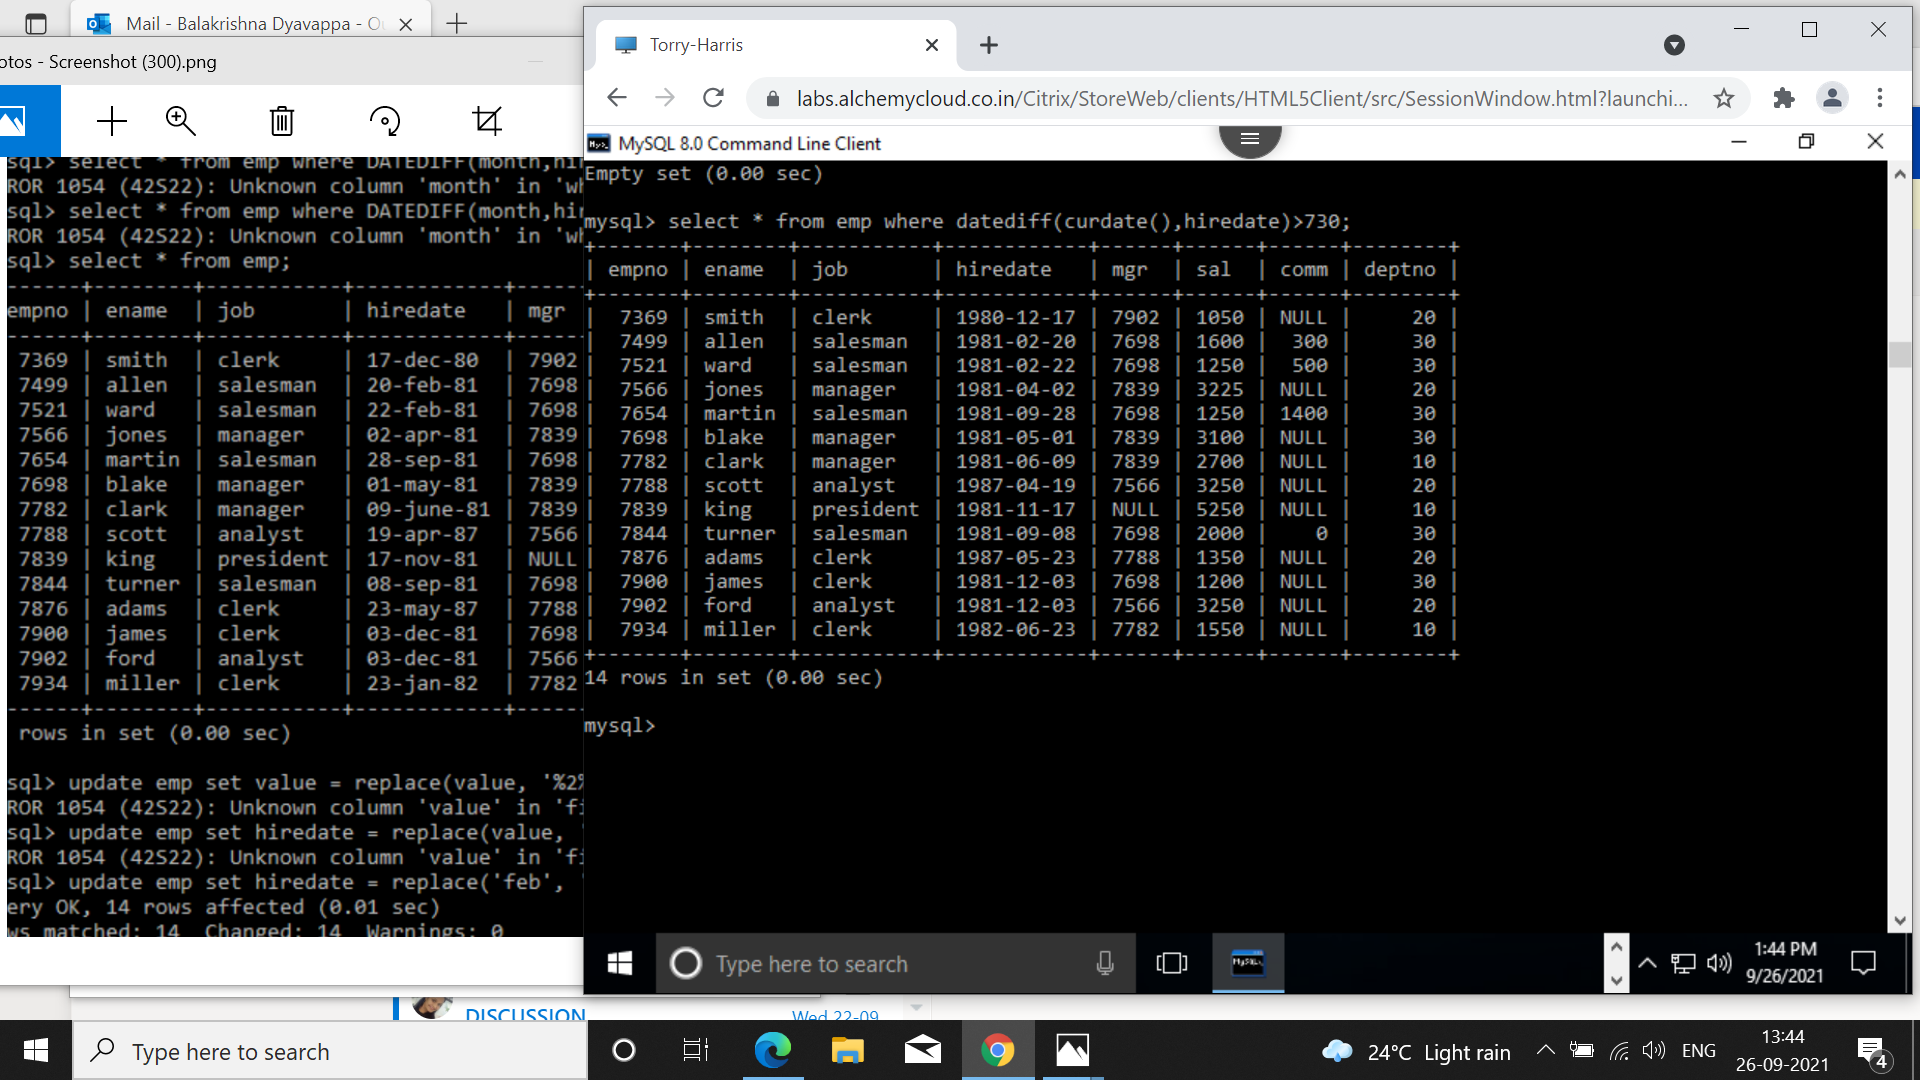 Mail - Balakrishna Dyavappa - Ou
otos - Screenshot (300).png
sql> select * from emp where DATEDIFF(month,hir
ROR 1054 (42S22): Unknown column 'month' in 'wh
sql> select * from emp where DATEDIFF(month,hir
ROR 1054 (42S22): Unknown column 'month' in 'wh
sql> select * from emp;
empno | ename | job | hiredate | mgr
7369 | smith | clerk | 17-dec-80 | 7902
7499 | allen | salesman | 20-feb-81 | 7698
7521 | ward | salesman | 22-feb-81 | 7698
7566 | jones | manager | 02-apr-81 | 7839
7654 | martin | salesman | 28-sep-81 | 7698
7698 | blake | manager | 01-may-81 | 7839
7782 | clark | manager | 09-june-81 | 7839
7788 | scott | analyst | 19-apr-87 | 7566
7839 | king | president | 17-nov-81 | NULL
7844 | turner | salesman | 08-sep-81 | 7698
7876 | adams | clerk | 23-may-87 | 7788
7900 | james | clerk | 03-dec-81 | 7698
7902 | ford | analyst | 03-dec-81 | 7566
7934 | miller | clerk | 23-jan-82 | 7782
rows in set (0.00 sec)
sql> update emp set value = replace(value, '%2%
ROR 1054 (42S22): Unknown column 'value' in 'fi
sql> update emp set hiredate = replace(value, '
ROR 1054 (42S22): Unknown column 'value' in 'fi
sql> update emp set hiredate = replace('feb', '
ery OK, 14 rows affected (0.01 sec)
ws matched: 14 Changed: 14 Warnings: 0
Torry-Harris
labs.alchemycloud.co.in/Citrix/StoreWeb/clients/HTML5Client/src/SessionWindow.html?launchi...
MySQL 8.0 Command Line Client
Empty set (0.00 sec)
mysql> select * from emp where datediff(curdate(),hiredate)>730;
| empno | ename | job | hiredate | mgr | sal | comm | deptno |
| 7369 | smith | clerk | 1980-12-17 | 7902 | 1050 | NULL | 20 |
| 7499 | allen | salesman | 1981-02-20 | 7698 | 1600 | 300 | 30 |
| 7521 | ward | salesman | 1981-02-22 | 7698 | 1250 | 500 | 30 |
| 7566 | jones | manager | 1981-04-02 | 7839 | 3225 | NULL | 20 |
| 7654 | martin | salesman | 1981-09-28 | 7698 | 1250 | 1400 | 30 |
| 7698 | blake | manager | 1981-05-01 | 7839 | 3100 | NULL | 30 |
| 7782 | clark | manager | 1981-06-09 | 7839 | 2700 | NULL | 10 |
| 7788 | scott | analyst | 1987-04-19 | 7566 | 3250 | NULL | 20 |
| 7839 | king | president | 1981-11-17 | NULL | 5250 | NULL | 10 |
| 7844 | turner | salesman | 1981-09-08 | 7698 | 2000 | 0 | 30 |
| 7876 | adams | clerk | 1987-05-23 | 7788 | 1350 | NULL | 20 |
| 7900 | james | clerk | 1981-12-03 | 7698 | 1200 | NULL | 30 |
| 7902 | ford | analyst | 1981-12-03 | 7566 | 3250 | NULL | 20 |
| 7934 | miller | clerk | 1982-06-23 | 7782 | 1550 | NULL | 10 |
14 rows in set (0.00 sec)
mysql>
Type here to search
MySQL
1:44 PM
9/26/2021
DISCUSSION
Wed 22-09
Type here to search
24°C Light rain
ENG
13:44
26-09-2021
4